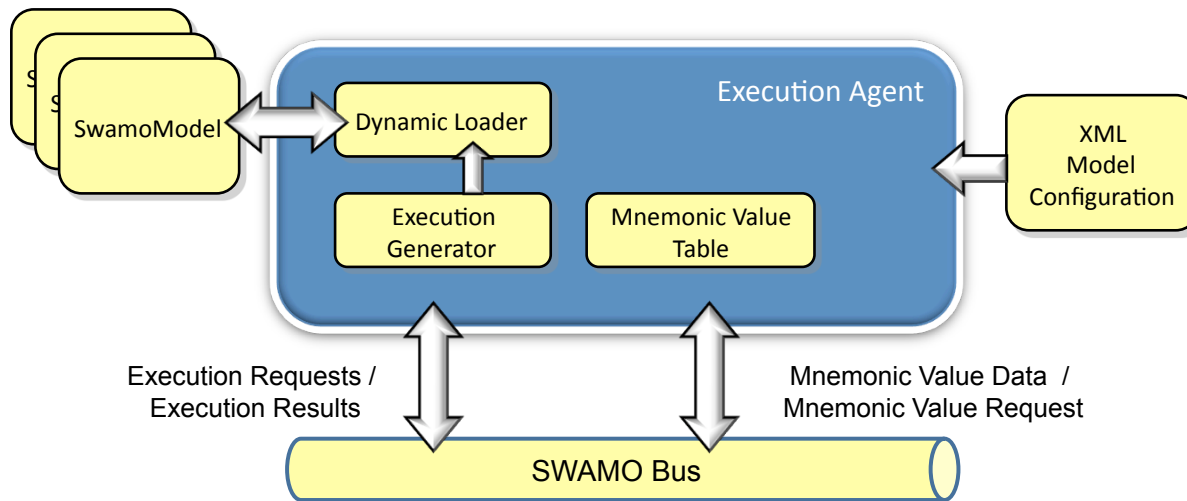 Execution Agent
S
S
SwamoModel
Dynamic Loader
XML
Model
Configuration
Execution
Generator
Mnemonic Value
Table
Execution Requests /
Execution Results
Mnemonic Value Data /
Mnemonic Value Request
SWAMO Bus